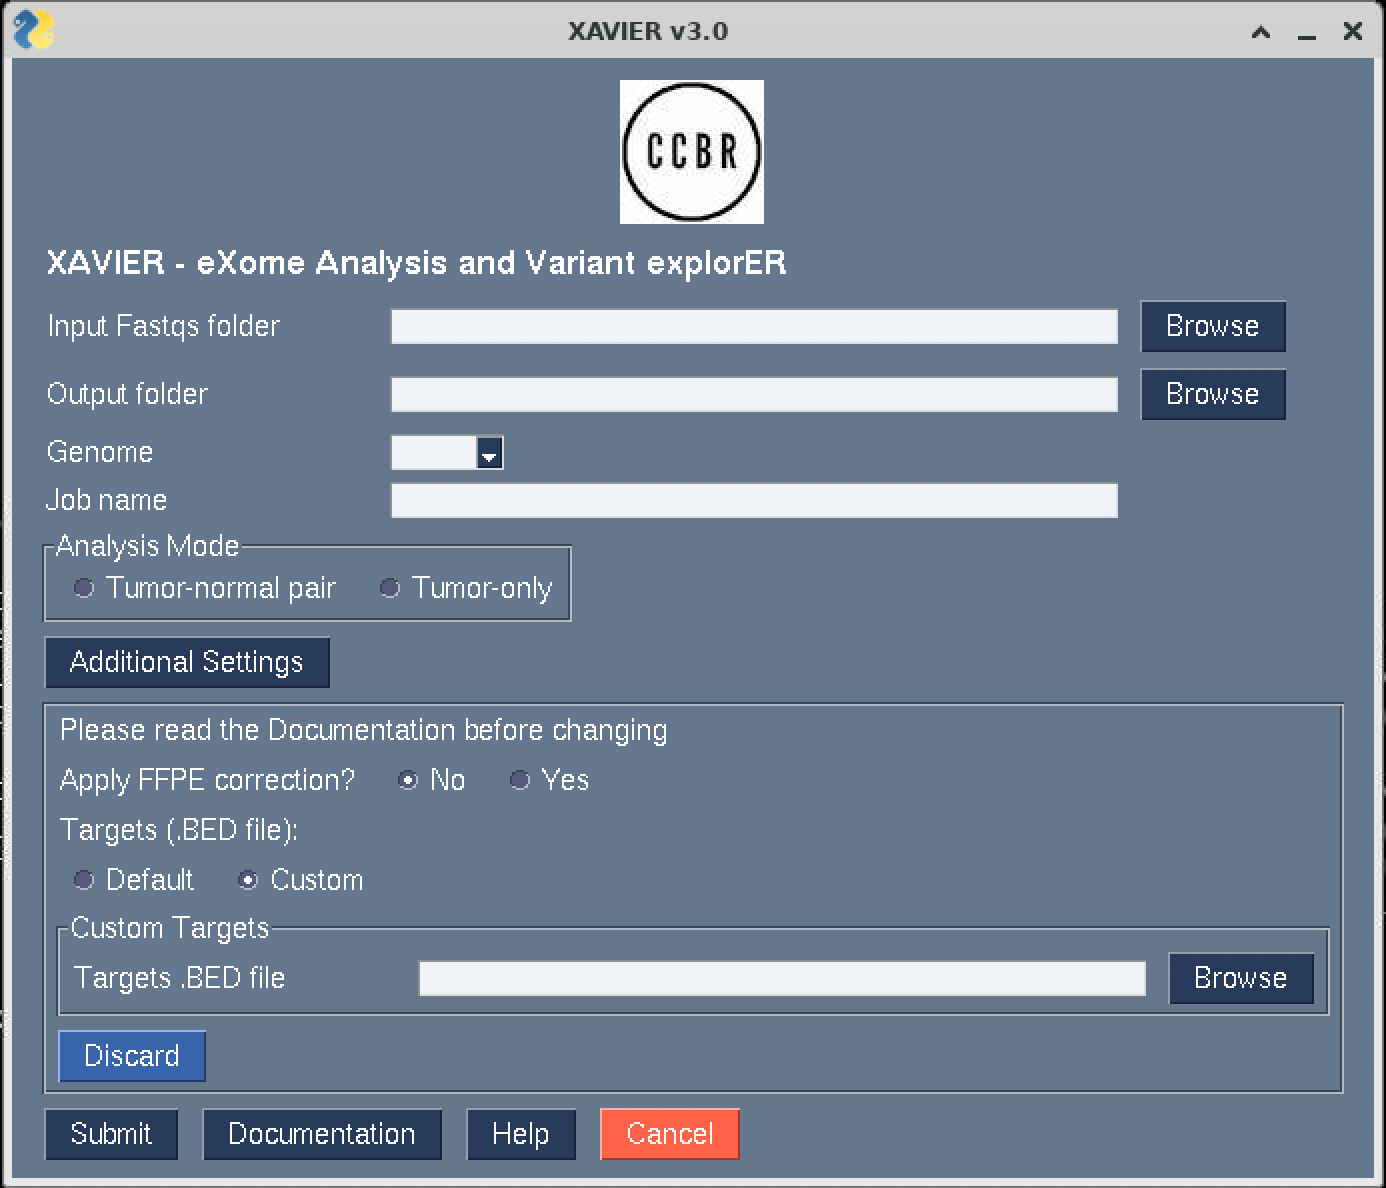 XAVIER v3.0
CCBR
XAVIER - eXome Analysis and Variant explorER
Input Fastqs folder Browse
Output folder Browse
Genome
Job name
Analysis Mode
Tumor-normal pair Tumor-only
Additional Settings
Please read the Documentation before changing
Apply FFPE correction? No Yes
Targets (.BED file):
Default Custom
Custom Targets
Targets .BED file Browse
Discard
Submit Documentation Help Cancel